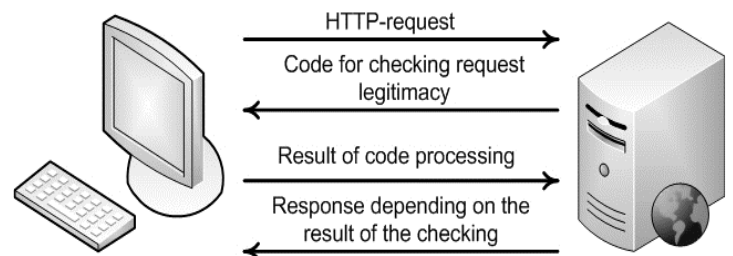 HTTP-request
Code for checking request
legitimacy
Result of code processing
Response depending on the
result of the checking